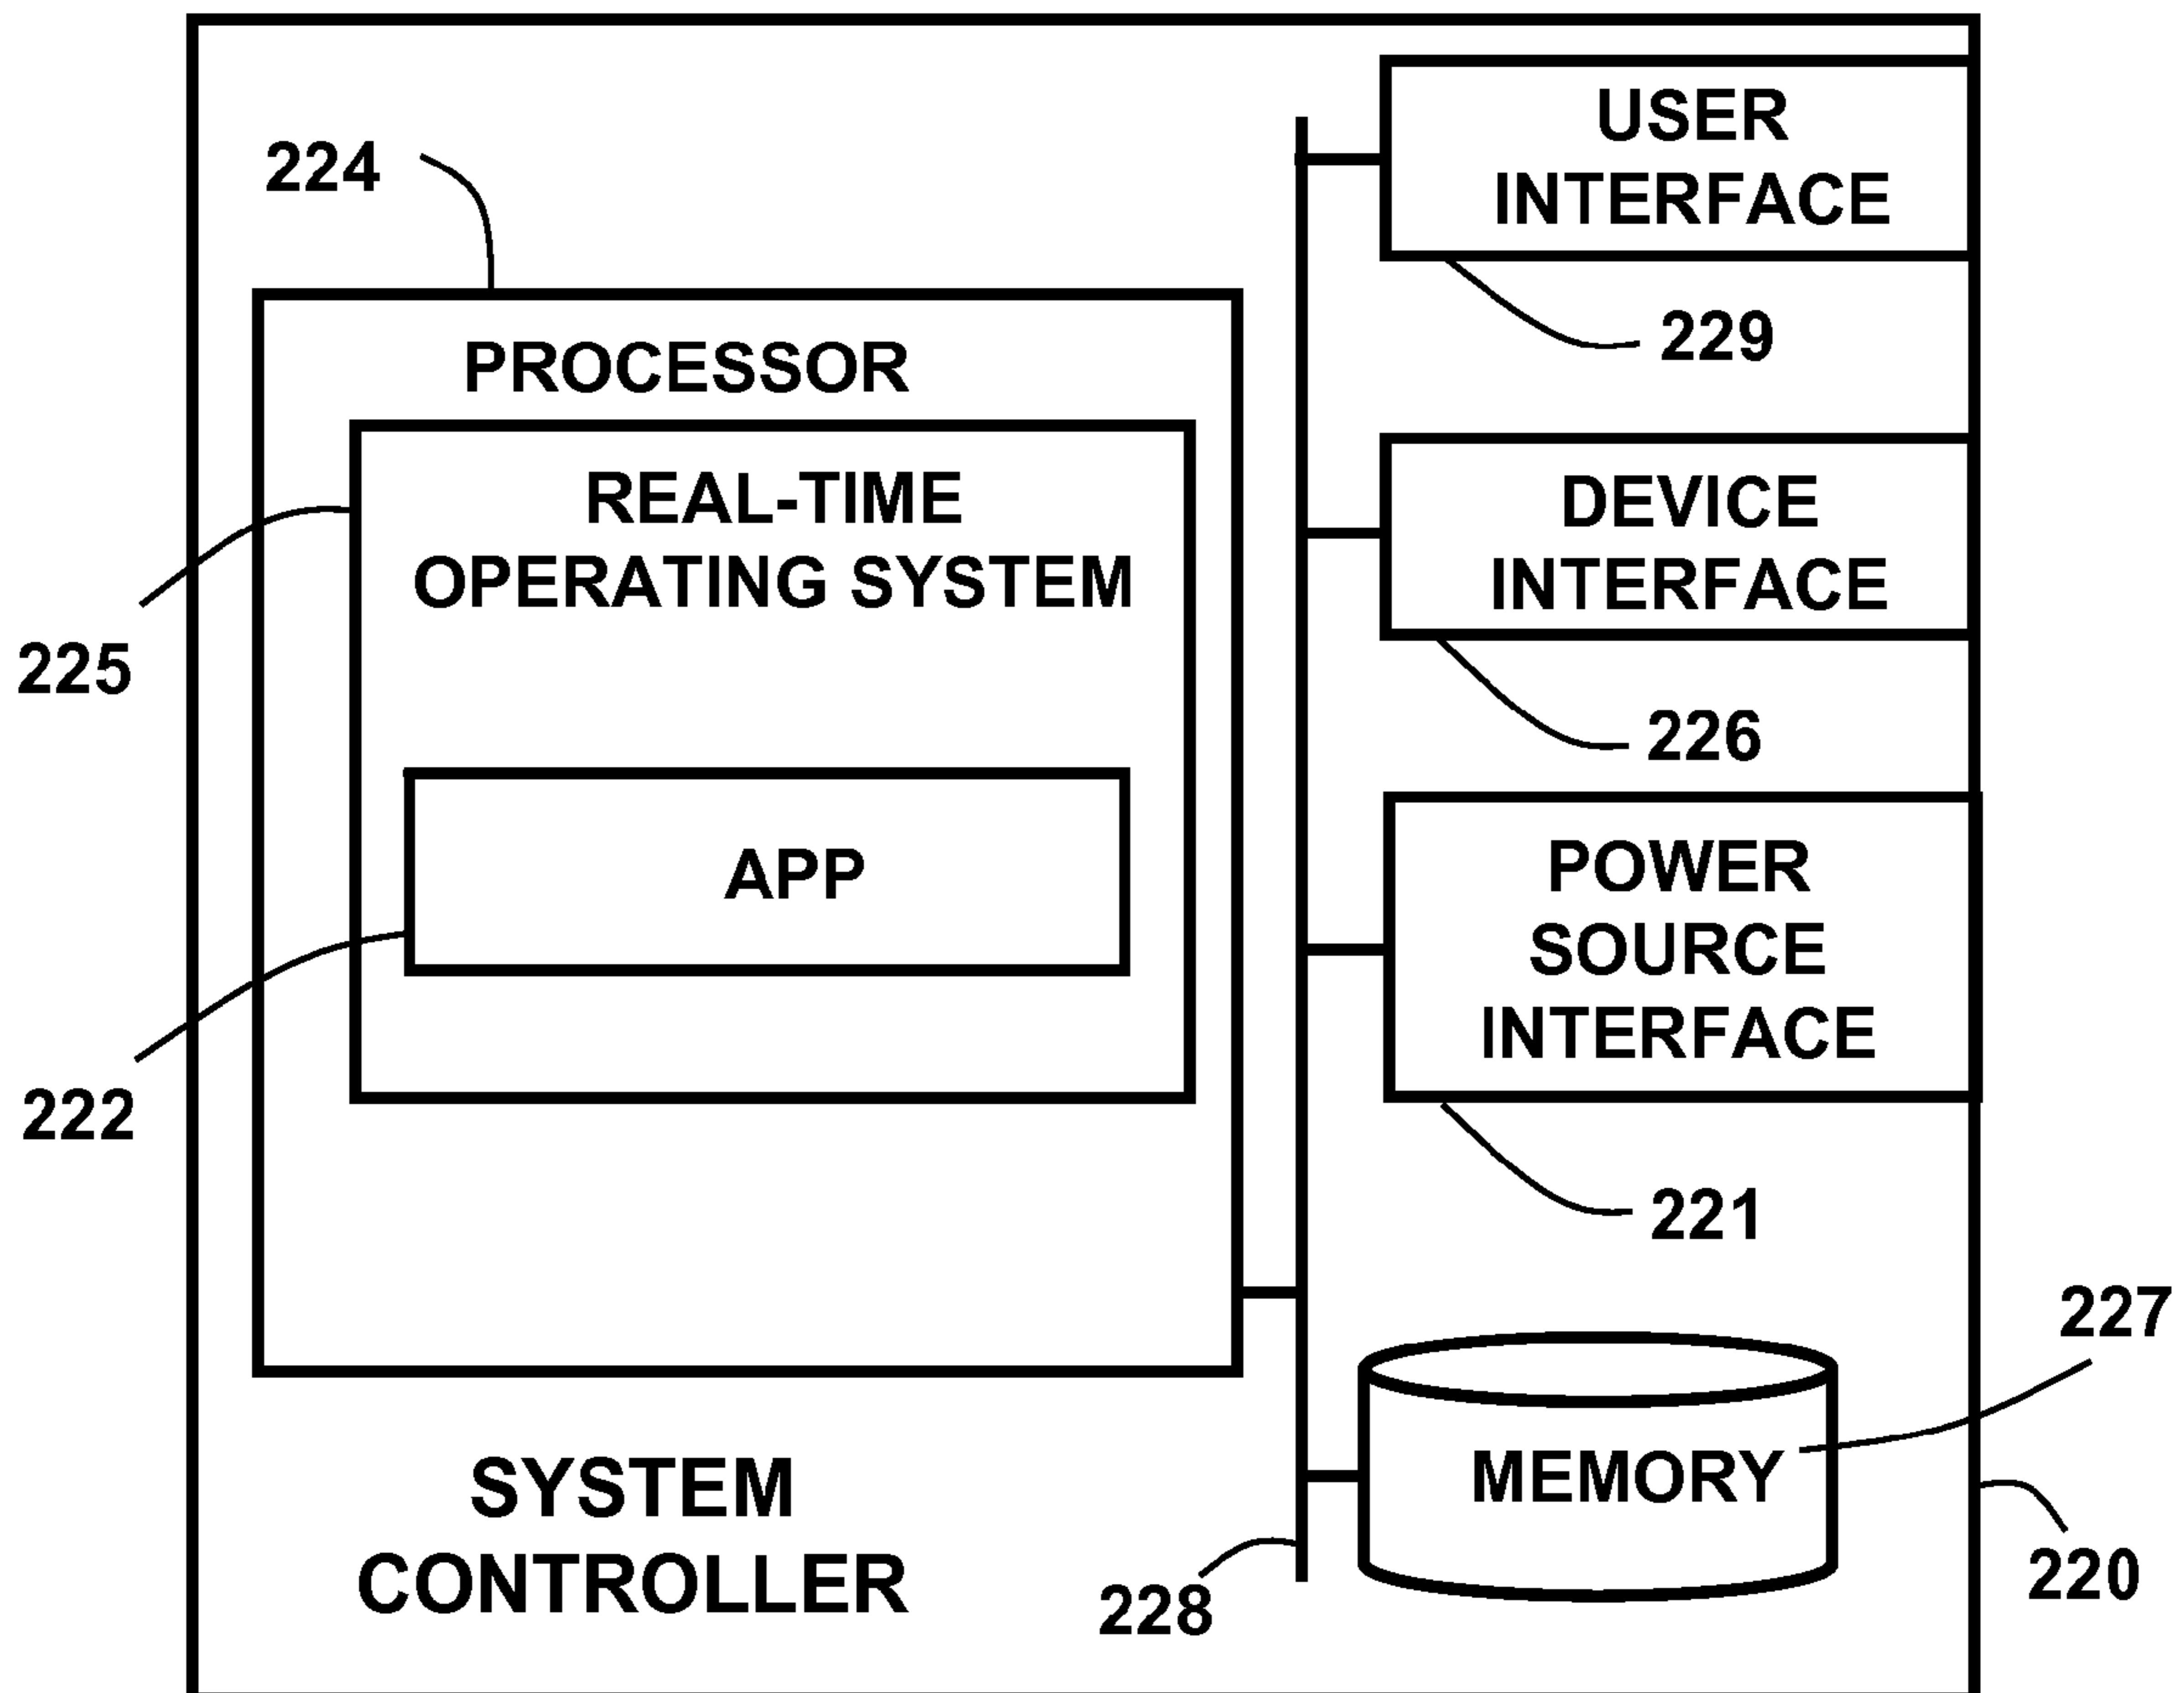 224
PROCESSOR
REAL-TIME
OPERATING SYSTEM
225
APP
222
SYSTEM
CONTROLLER
USER
INTERFACE
229
DEVICE
INTERFACE
226
POWER
SOURCE
INTERFACE
221
227
MEMORY
228
220